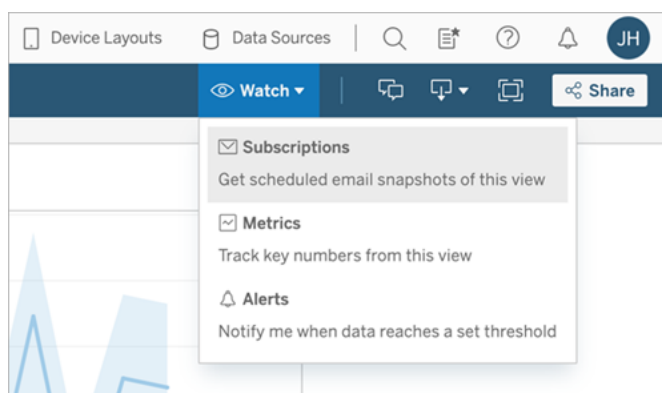 Device Layouts
Data Sources
JH
Watch
Share
Subscriptions
Get scheduled email snapshots of this view
Metrics
Track key numbers from this view
Alerts
Notify me when data reaches a set threshold